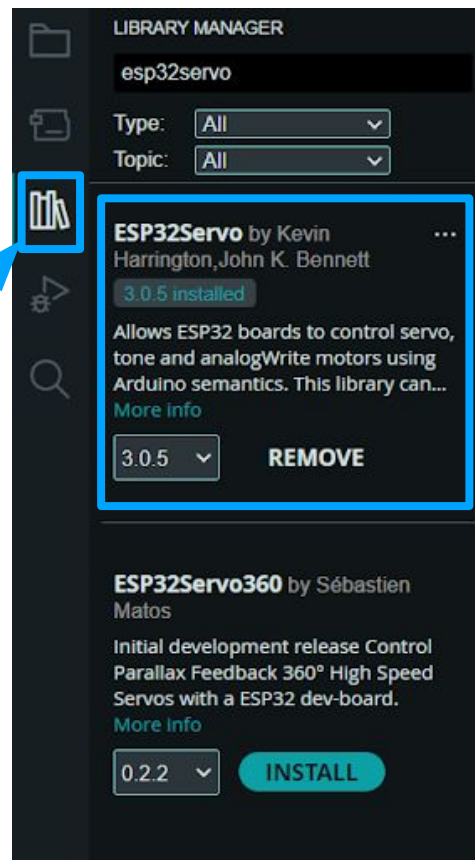 LIBRARY MANAGER
esp32servo
Type: All
Topic: All
ESP32Servo by Kevin
Harrington,John K. Bennett
3.0.5 installed
Allows ESP32 boards to control servo,
tone and analogWrite motors using
Arduino semantics. This library can...
More info
3.0.5 REMOVE
ESP32Servo360 by Sébastien
Matos
Initial development release Control
Parallax Feedback 360° High Speed
Servos with a ESP32 dev-board.
More info
0.2.2 INSTALL